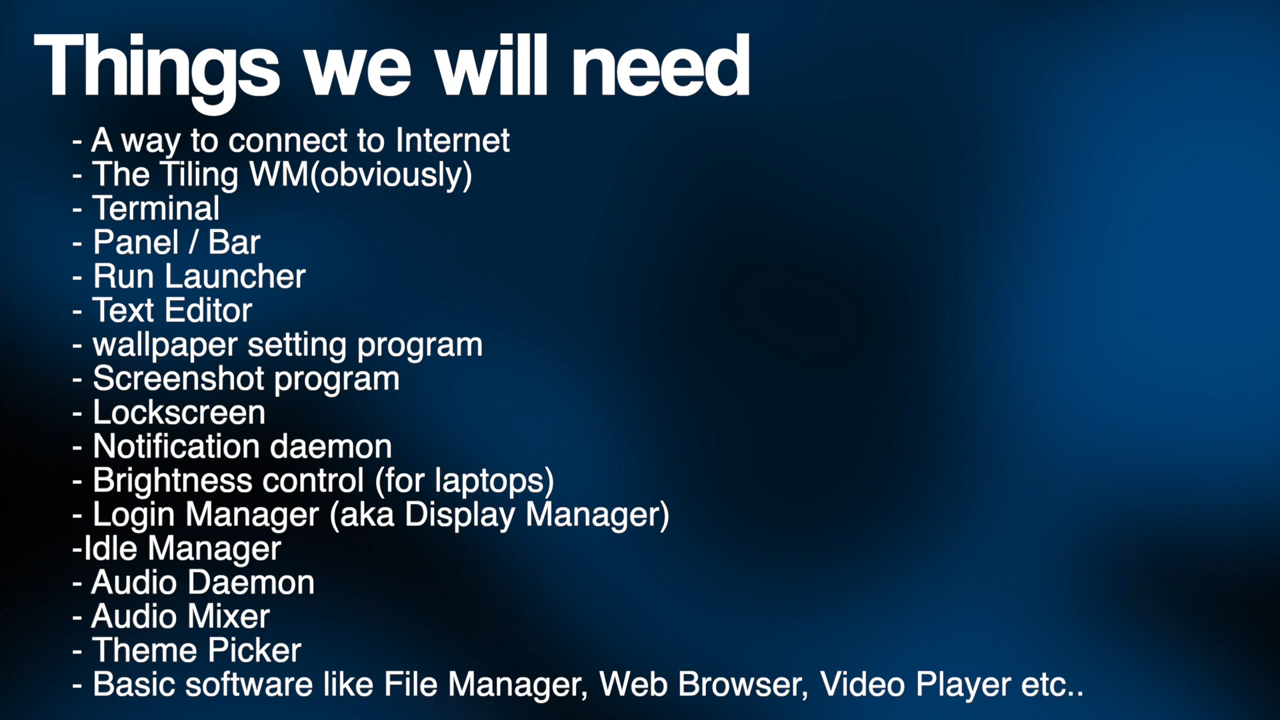 Things we will need
- A way to connect to Internet
- The Tiling WM(obviously)
- Terminal
- Panel / Bar
- Run Launcher
- Text Editor
- wallpaper setting program
- Screenshot program
- Lockscreen
- Notification daemon
- Brightness control (for laptops)
- Login Manager (aka Display Manager)
-Idle Manager
- Audio Daemon
- Audio Mixer
- Theme Picker
- Basic software like File Manager, Web Browser, Video Player etc..